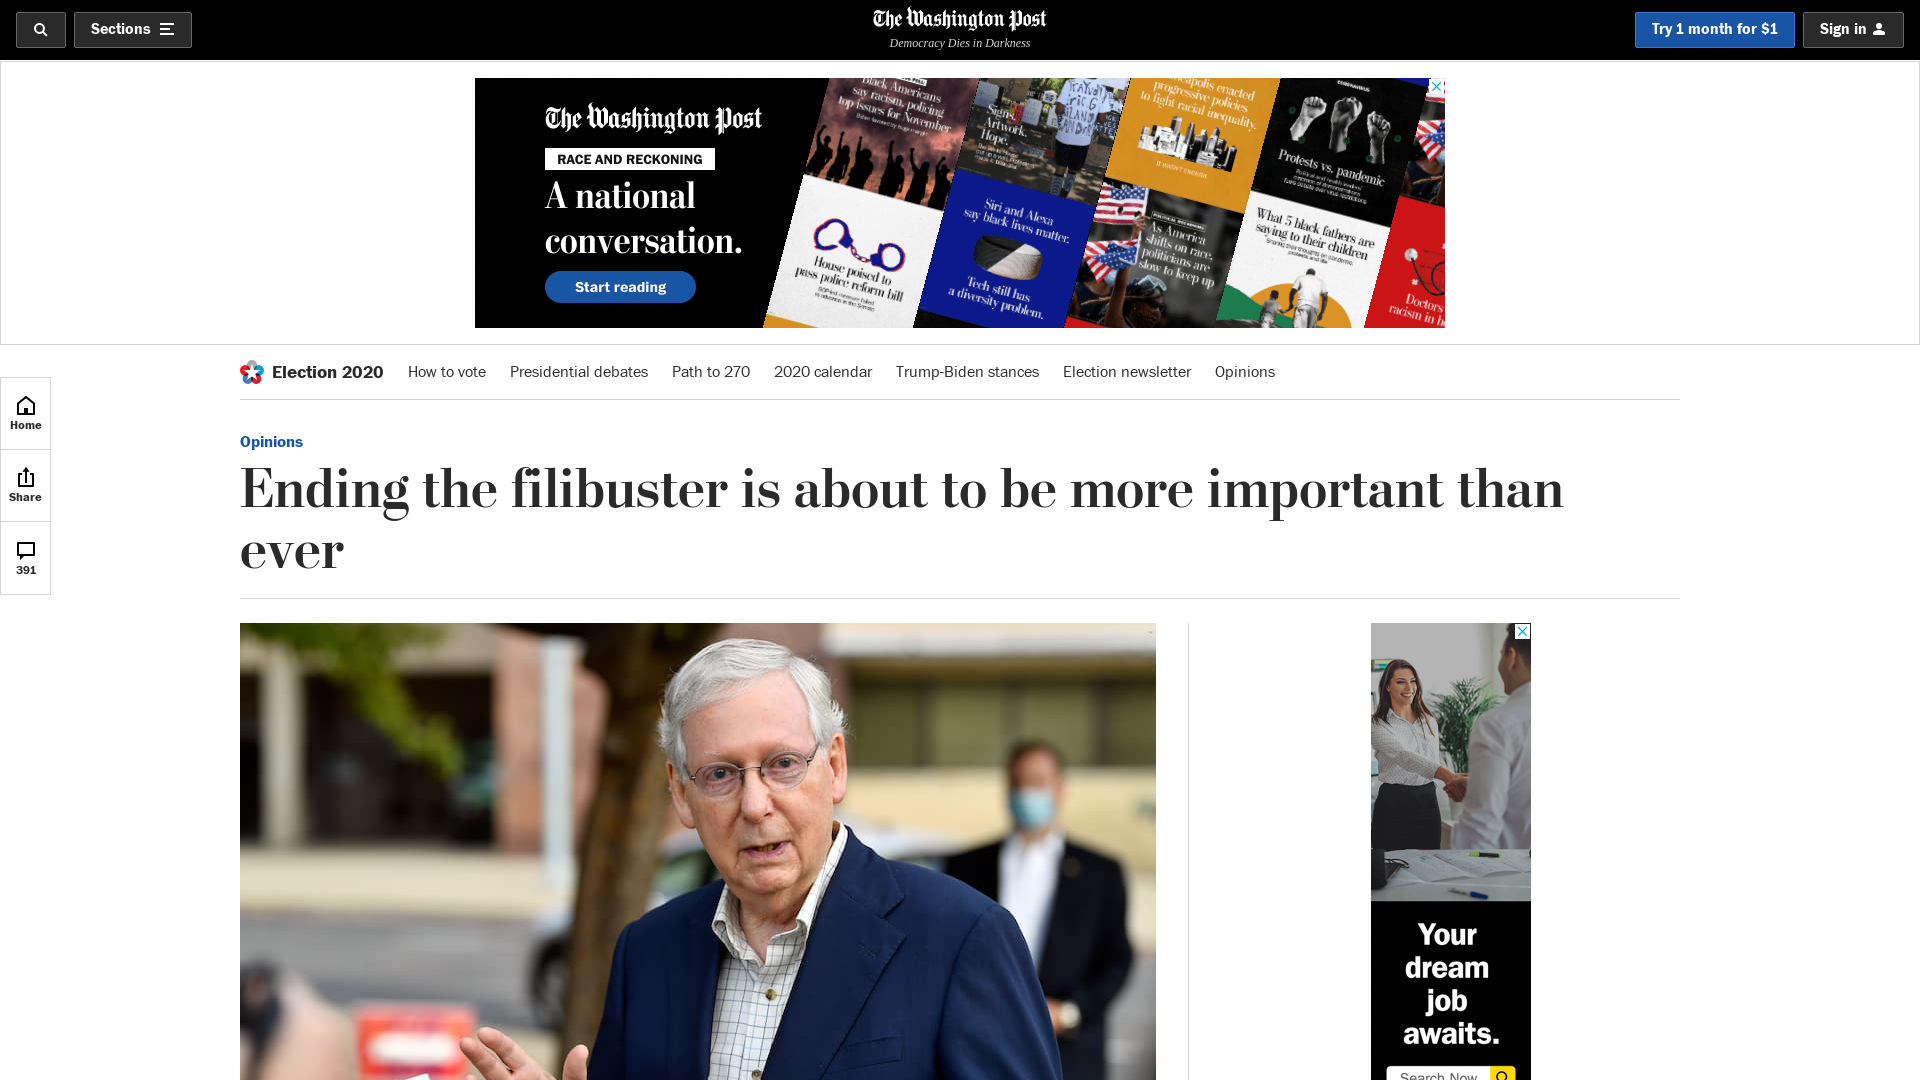 Sections
The Washington Post
Democracy Dies in Darkness
Try 1 month for $1
Sign in
The Washington Post
RACE AND RECKONING
A national
conversation.
Start reading
Black Americans
say racism, policing
top issues for November
House poised to
pass police reform bill
Signs.
Artwork.
Hope.
Siri and Alexa
say black lives matter.
Tech still has
a diversity problem.
progressive policies
to fight racial inequality.
IT WASN'T ENOUGH.
As America
shifts on race,
politicians are
slow to keep up
CORONAVIRUS
Protests vs. pandemic
What 5 black fathers are
saying to their children
Doctors
racism in
Election 2020
How to vote
Presidential debates
Path to 270
2020 calendar
Trump-Biden stances
Election newsletter
Opinions
Home
Share
391
Opinions
Ending the filibuster is about to be more important than
ever
Your
dream
job
awaits.
Search Now